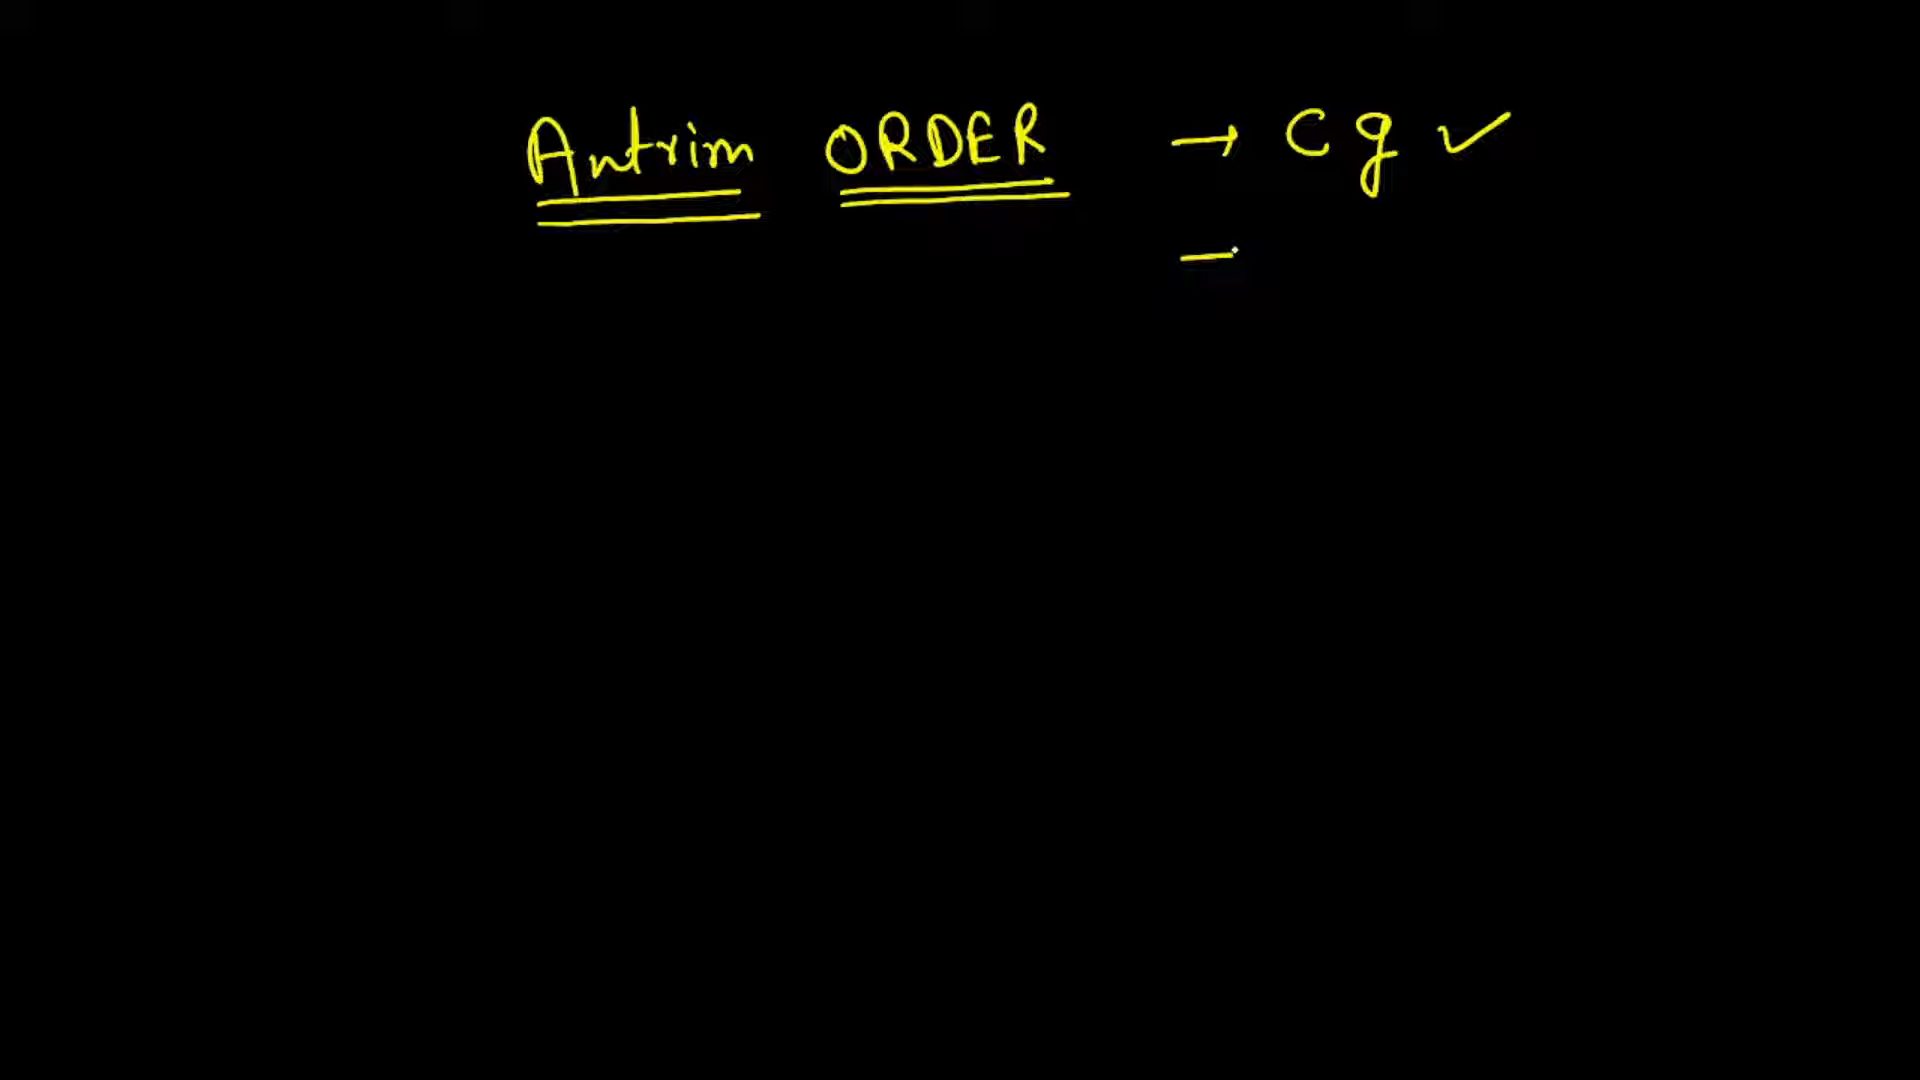 Antrim ORDER → Cg ✓